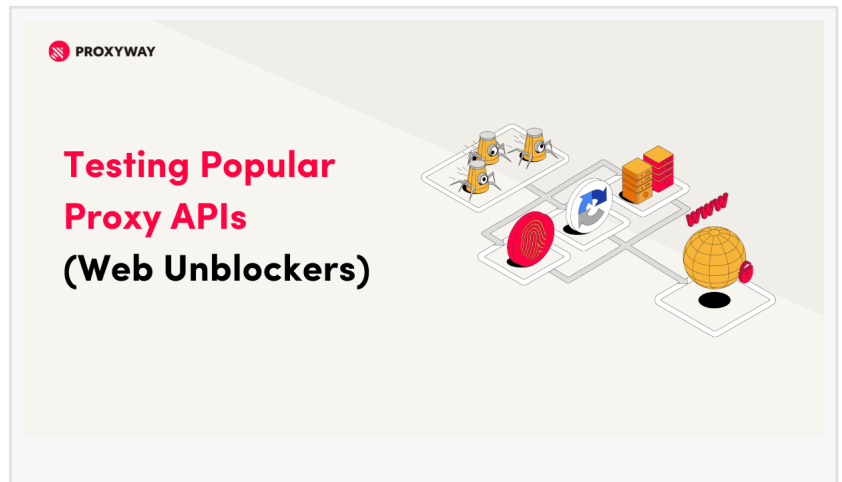 PROXYWAY
Testing Popular
Proxy APIs
(Web Unblockers)
WWW